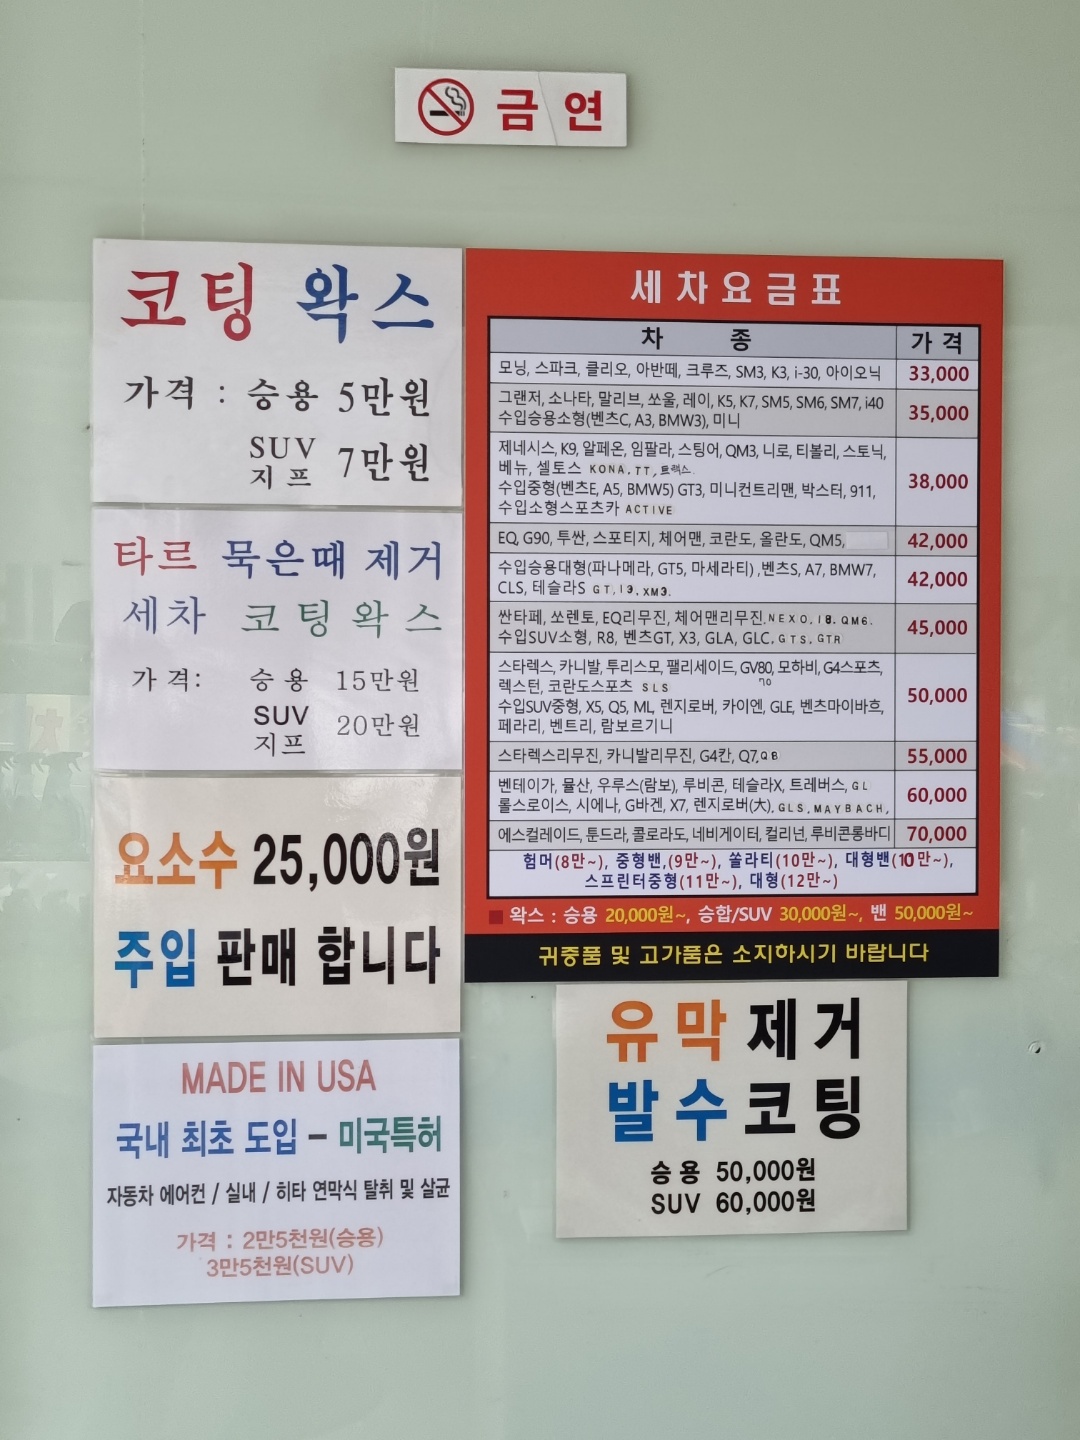 금연
코팅 왁스
가격 : 승용 5만원
SUV
지프 7만원
타르 묵은때 제거
세차 코팅왁스
가격: 승용 15만원
SUV
지프 20만원
요소수 25,000원
주입 판매 합니다
MADE IN USA
국내 최초 도입 - 미국특허
자동차 에어컨 / 실내 / 히타 연막식 탈취 및 살균
가격 : 2만5천원(승용)
3만5천원(SUV)
세차요금표
차 종 가격
모닝, 스파크, 클리오, 아반떼, 크루즈, SM3, K3, i-30, 아이오닉 33,000
그랜저, 소나타, 말리브, 쏘울, 레이, K5, K7, SM5, SM6, SM7, i40
수입승용소형(벤츠C, A3, BMW3), 미니 35,000
제네시스, K9, 알페온, 임팔라, 스팅어, QM3, 니로, 티볼리, 스토닉,
베뉴, 셀토스 KONA. TT, 트랙스.
수입중형(벤츠E, A5, BMW5) GT3, 미니컨트리맨, 박스터, 911,
수입소형스포츠카 ACTIVE 38,000
EQ, G90, 투싼, 스포티지, 체어맨, 코란도, 올란도, QM5, 42,000
수입승용대형(파나메라, GT5, 마세라티) ,벤츠S, A7, BMW7,
CLS, 테슬라S GT, i3. XM3. 42,000
싼타페, 쏘렌토, EQ리무진, 체어맨리무진.NEXO. i8. QM6.
수입SUV소형, R8, 벤츠GT, X3, GLA, GLC, GTS. GTR 45,000
스타렉스, 카니발, 투리스모, 팰리세이드, GV80, 모하비, G4스포츠,
렉스턴, 코란도스포츠 SLS 70
수입SUV중형, X5, Q5, ML, 렌지로버, 카이엔, GLE, 벤츠마이바흐,
페라리, 벤트리, 람보르기니 50,000
스타렉스리무진, 카니발리무진, G4칸, Q7,Q8 55,000
벤테이가, 뮬산, 우루스(람보), 루비콘, 테슬라X, 트레버스, GL
롤스로이스, 시에나, G바겐, X7, 렌지로버(大), GLS, MAYBACH, 60,000
에스컬레이드, 툰드라, 콜로라도, 네비게이터, 컬리넌, 루비콘롱바디 70,000
험머(8만~), 중형밴,(9만~), 쏠라티(10만~), 대형밴(10만~),
스프린터중형(11만~), 대형(12만~)
왁스 : 승용 20,000원~, 승합/SUV 30,000원~, 밴 50,000원~
귀중품 및 고가품은 소지하시기 바랍니다
유막제거
발수코팅
승용 50,000원
SUV 60,000원